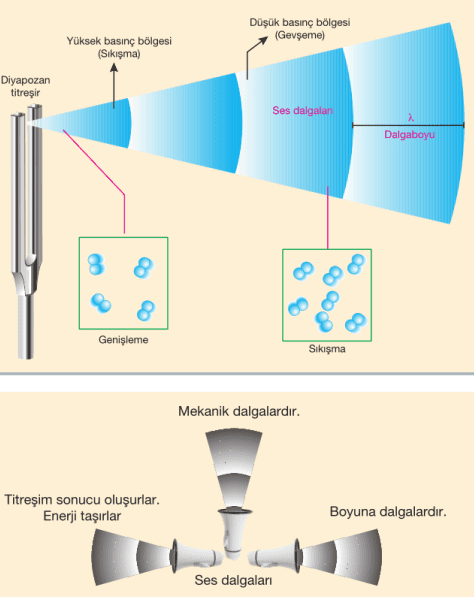 Düşük basınç bölgesi
(Gevşeme)
Yüksek basınç bölgesi
(Sıkışma)
Diyapozan
titreşir
Ses dalgaları
λ
Dalgaboyu
Genişleme
Sıkışma
Mekanik dalgalardır.
Titreşim sonucu oluşurlar.
Enerji taşırlar
Boyuna dalgalardır.
Ses dalgaları